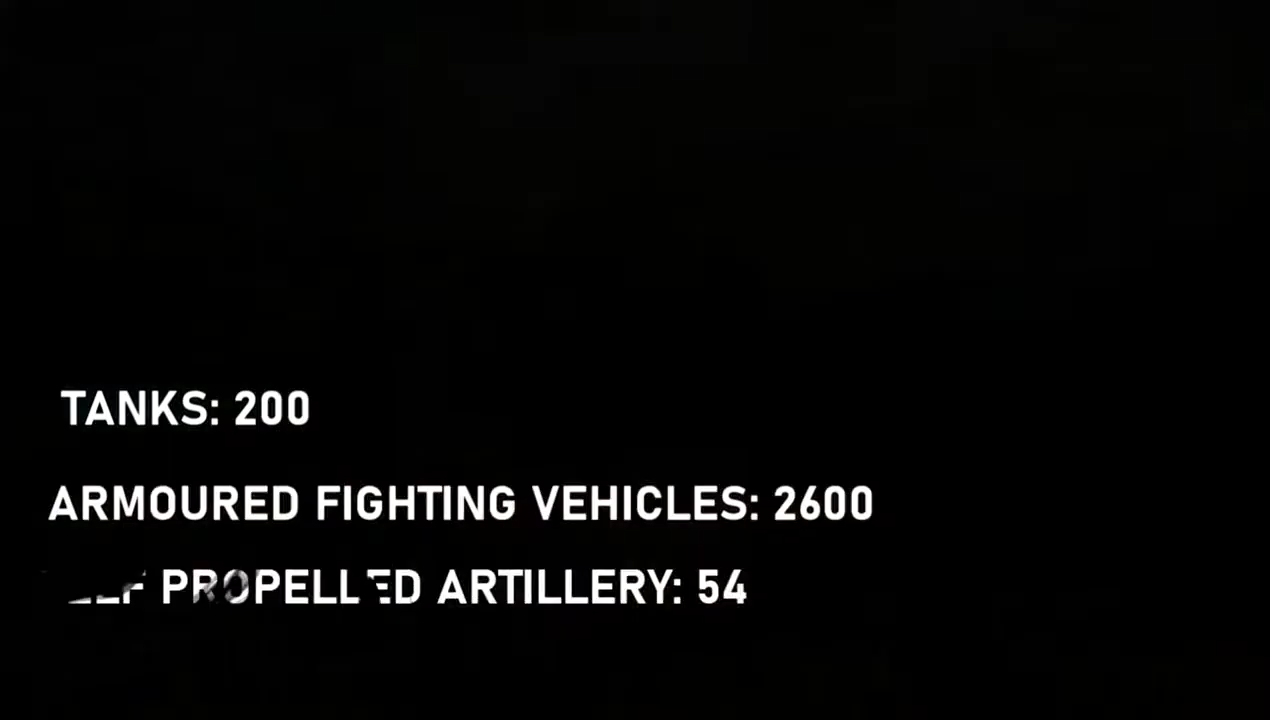 TANKS: 200
ARMOURED FIGHTING VEHICLES: 2600
PROPELLED ARTILLERY: 54